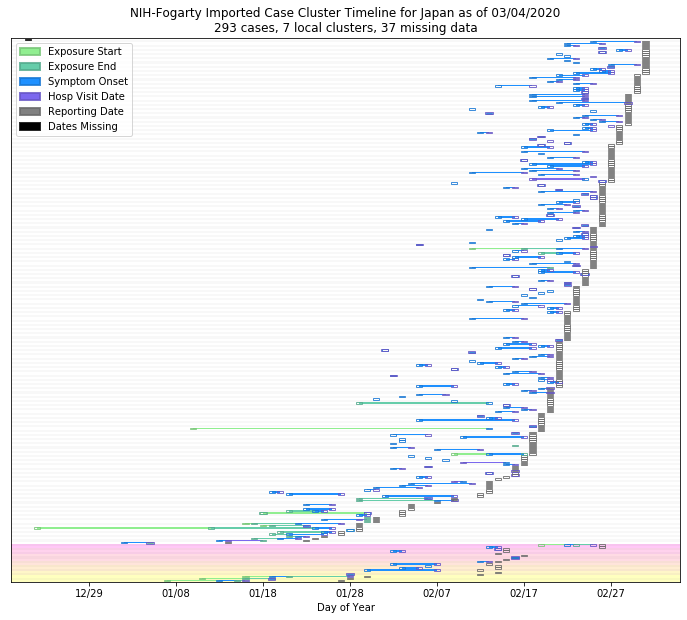 NIH-Fogarty Imported Case Cluster Timeline for Japan as of 03/04/2020
293 cases, 7 local clusters, 37 missing data
Exposure Start
Exposure End
Symptom Onset
Hosp Visit Date
Reporting Date
Dates Missing
12/29 01/08 01/18 01/28 02/07 02/17 02/27
Day of Year